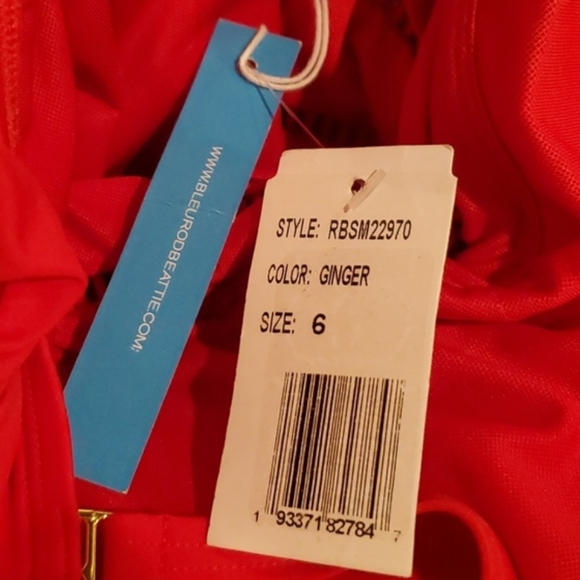 WWW.BLEURODBEATTIE.COM
STYLE: RBSM22970
COLOR: GINGER
SIZE: 6
1 93371 82784 7